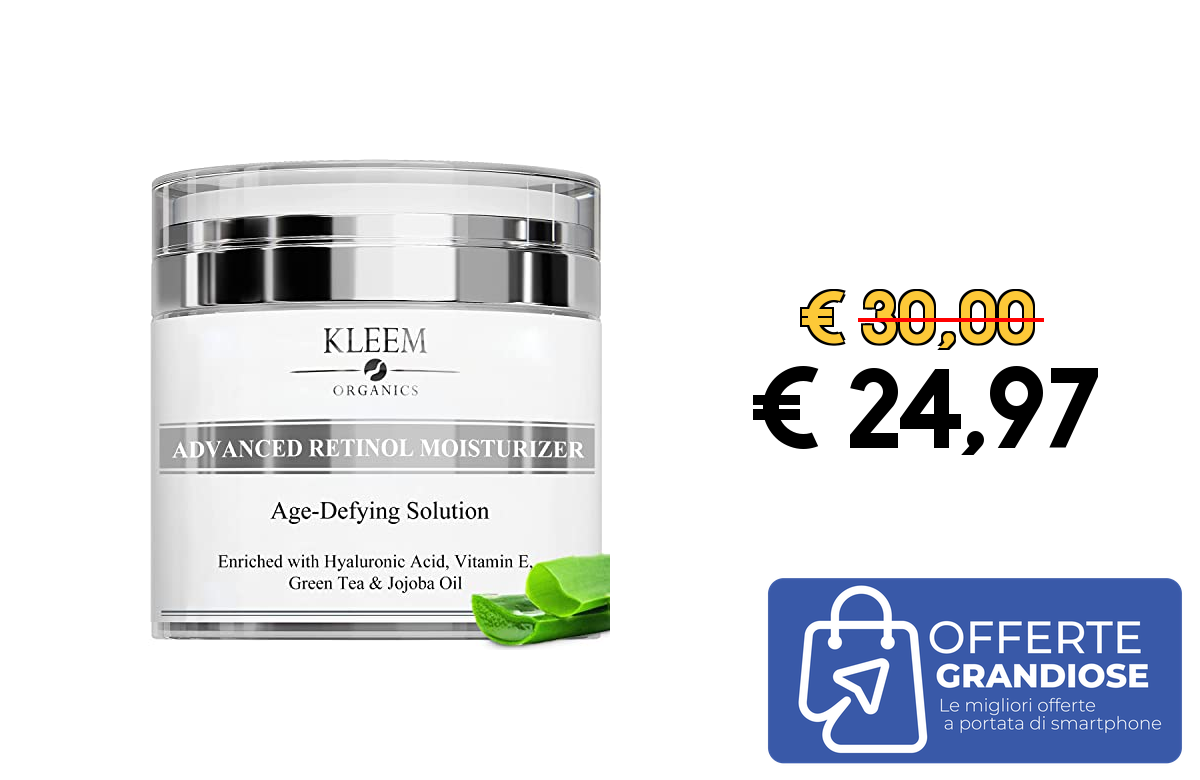 KLEEM
ORGANICS
ADVANCED RETINOL MOISTURIZER
Age-Defying Solution
Enriched with Hyaluronic Acid, Vitamin E,
Green Tea & Jojoba Oil
€ 30,00
€ 24,97
OFFERTE
GRANDIOSE
Le migliori offerte
a portata di smartphone